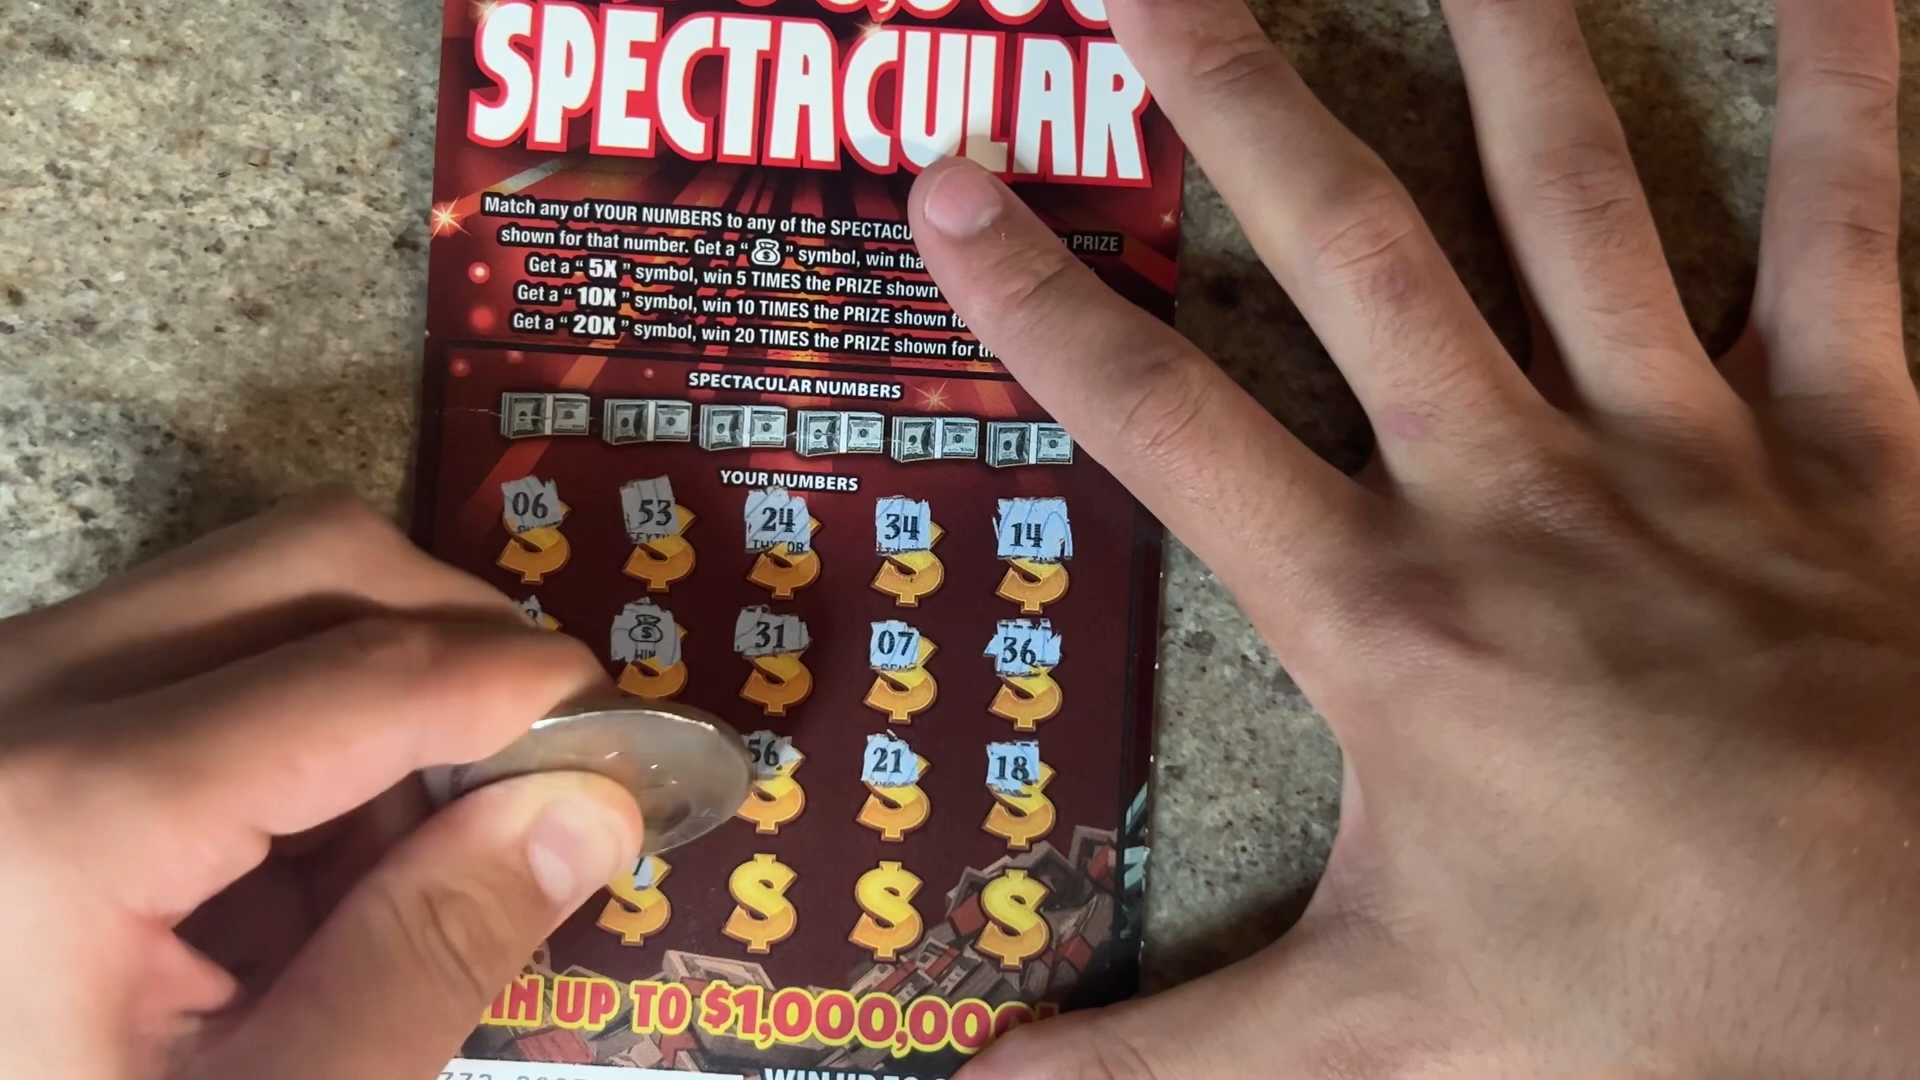 SPECTACULAR
Match any of YOUR NUMBERS to any of the SPECTACU PRIZE
shown for that number. Get a " " symbol, win tha
Get a " 5X " symbol, win 5 TIMES the PRIZE shown
Get a " 10X " symbol, win 10 TIMES the PRIZE shown fo
Get a " 20X " symbol, win 20 TIMES the PRIZE shown for th
SPECTACULAR NUMBERS
YOUR NUMBERS
06 53 24 34 14
$ $ $ $ $
$ 31 07 36
WIN
$ $ $ $
56 21 18
$ $ $
$ $ $ $
IN UP TO $1,000,000!